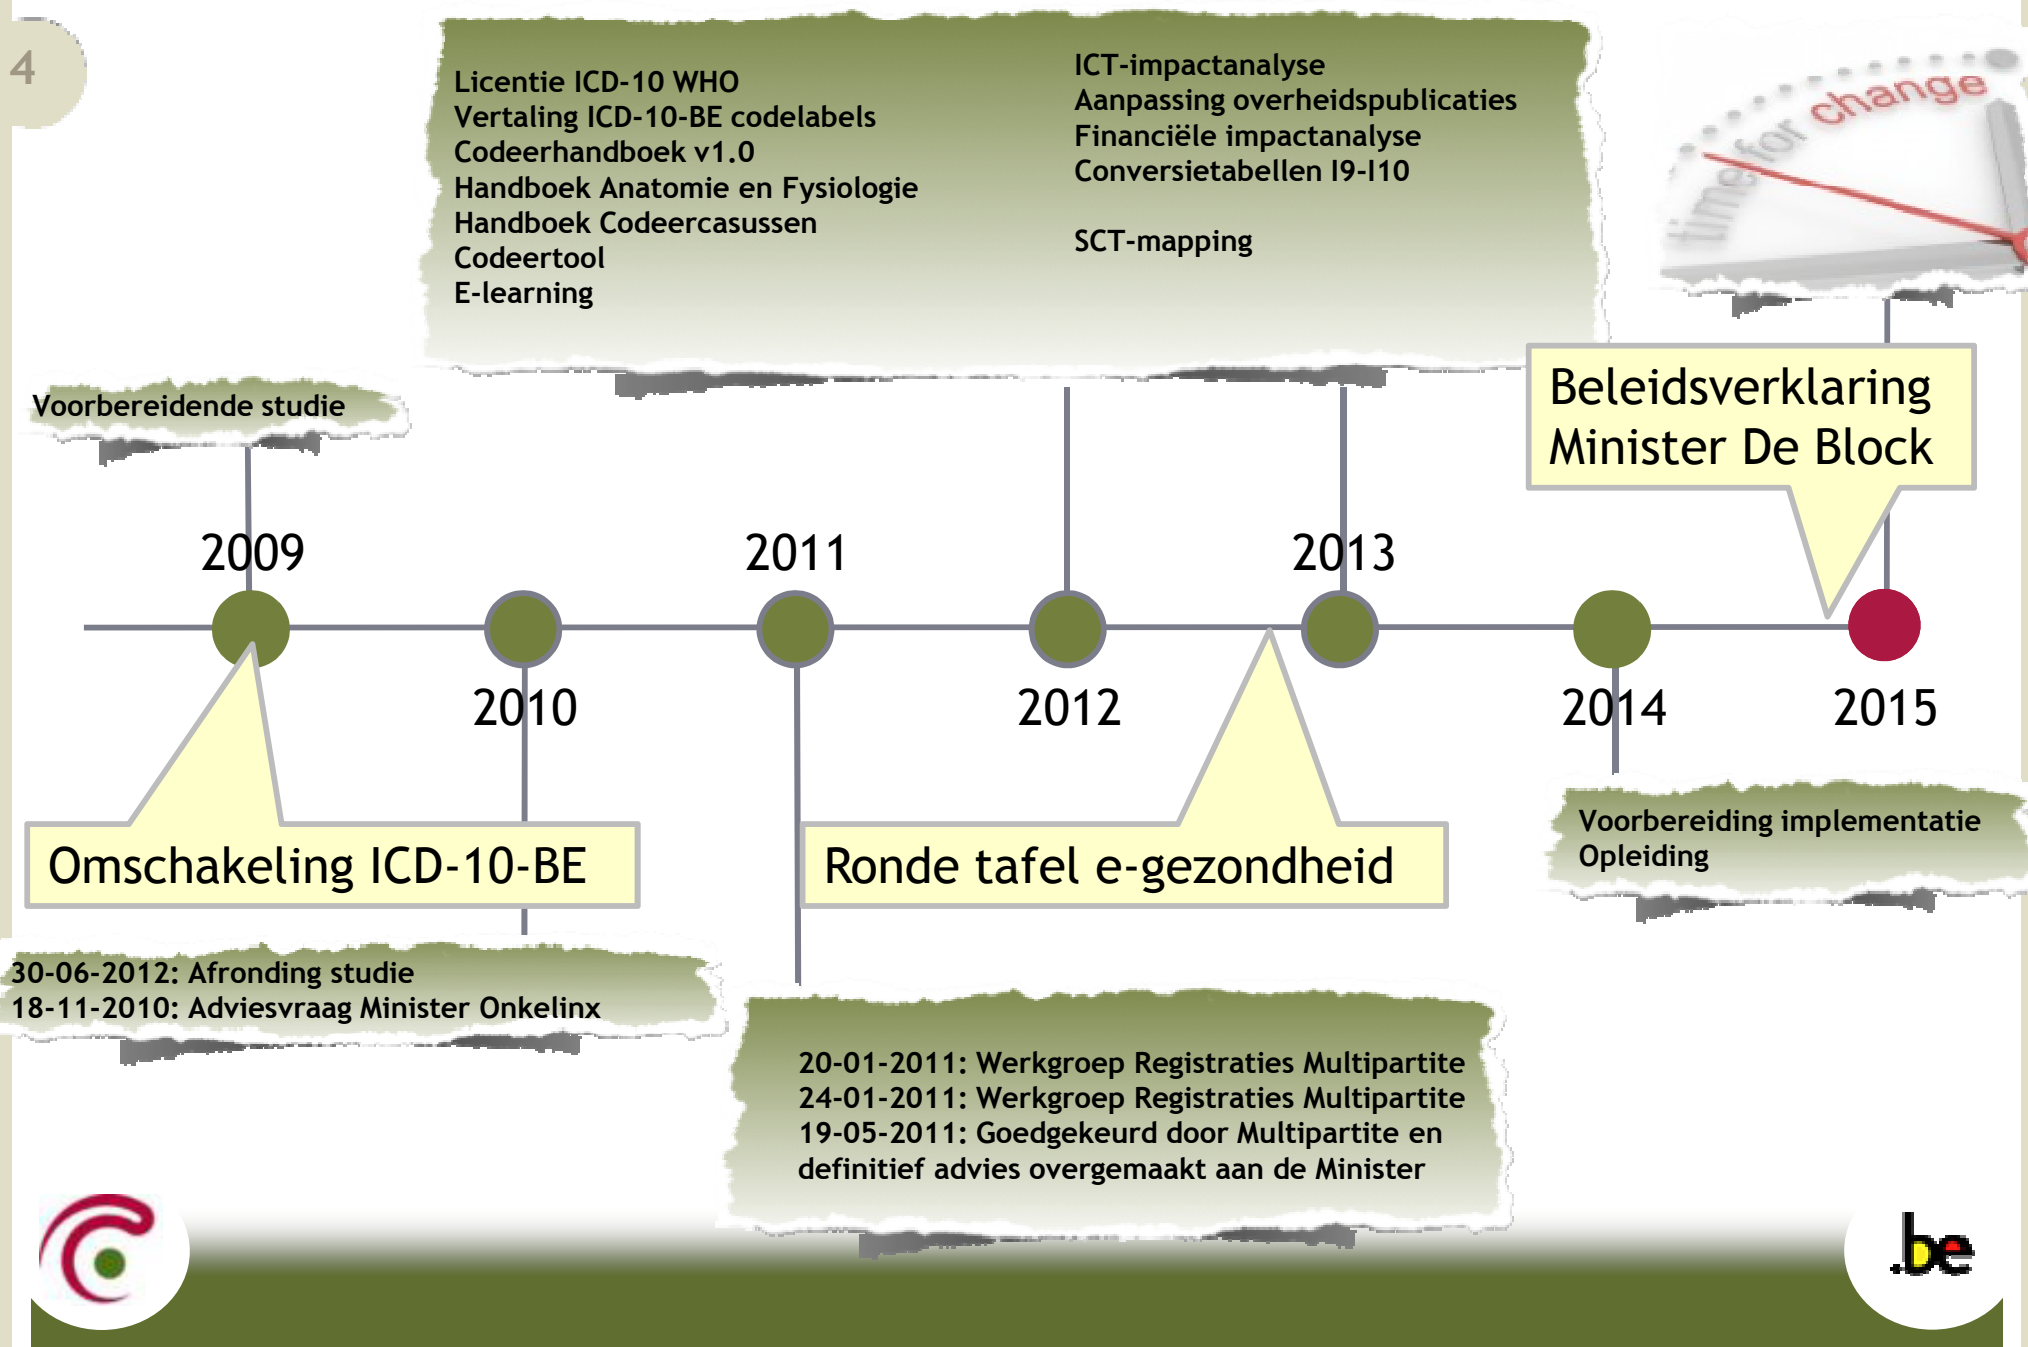 4
Licentie ICD-10 WHO
Vertaling ICD-10-BE codelabels
Codeerhandboek v1.0
Handboek Anatomie en Fysiologie
Handboek Codeercasussen
Codeertool
E-learning
ICT-impactanalyse
Aanpassing overheidspublicaties
Financiële impactanalyse
Conversietabellen I9-I10
SCT-mapping
time for change
Voorbereidende studie
Beleidsverklaring
Minister De Block
2009
2011
2013
2010
2012
2014
2015
Omschakeling ICD-10-BE
Ronde tafel e-gezondheid
Voorbereiding implementatie
Opleiding
30-06-2012: Afronding studie
18-11-2010: Adviesvraag Minister Onkelinx
20-01-2011: Werkgroep Registraties Multipartite
24-01-2011: Werkgroep Registraties Multipartite
19-05-2011: Goedgekeurd door Multipartite en
definitief advies overgemaakt aan de Minister
.be